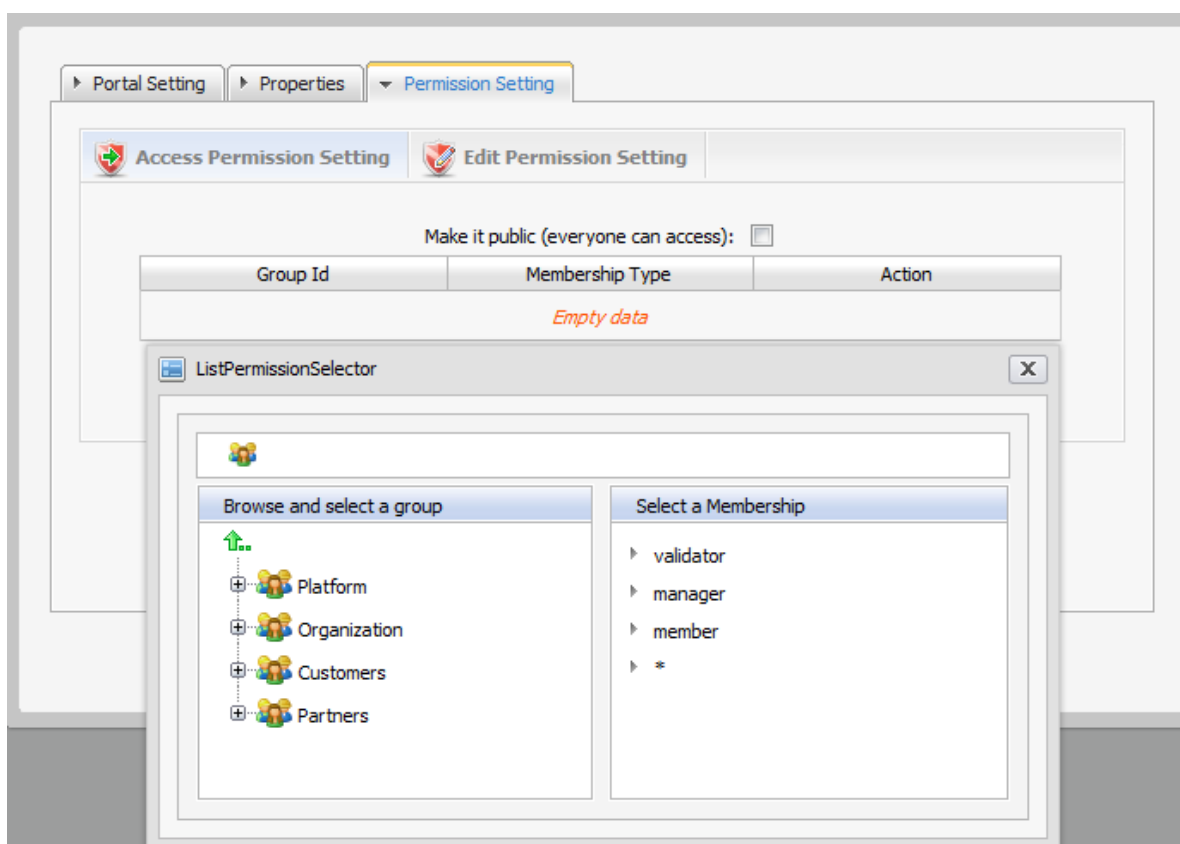 Portal Setting Properties Permission Setting
Access Permission Setting Edit Permission Setting
Make it public (everyone can access):
Group Id Membership Type Action
Empty data
ListPermissionSelector
Browse and select a group
Platform
Organization
Customers
Partners
Select a Membership
validator
manager
member
*